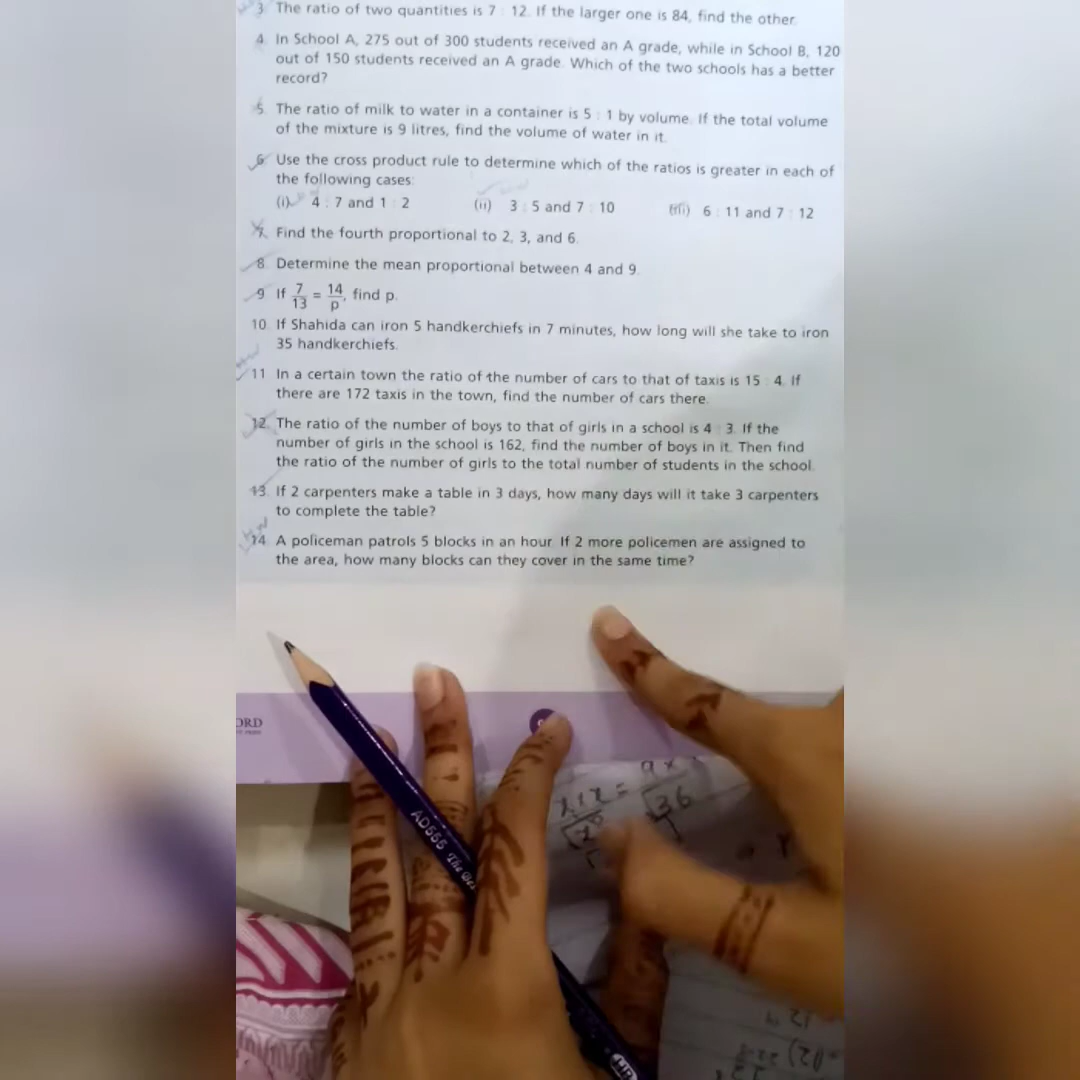 3. The ratio of two quantities is 7 : 12. If the larger one is 84, find the other.
4. In School A, 275 out of 300 students received an A grade, while in School B, 120
out of 150 students received an A grade. Which of the two schools has a better
record?
5. The ratio of milk to water in a container is 5 : 1 by volume. If the total volume
of the mixture is 9 litres, find the volume of water in it.
6. Use the cross product rule to determine which of the ratios is greater in each of
the following cases:
(i) 4 : 7 and 1 : 2 (ii) 3 : 5 and 7 : 10 (iii) 6 : 11 and 7 : 12
7. Find the fourth proportional to 2, 3, and 6.
8. Determine the mean proportional between 4 and 9.
9. If 7/13 = 14/p, find p.
10. If Shahida can iron 5 handkerchiefs in 7 minutes, how long will she take to iron
35 handkerchiefs.
11. In a certain town the ratio of the number of cars to that of taxis is 15 : 4. If
there are 172 taxis in the town, find the number of cars there.
12. The ratio of the number of boys to that of girls in a school is 4 : 3. If the
number of girls in the school is 162, find the number of boys in it. Then find
the ratio of the number of girls to the total number of students in the school.
13. If 2 carpenters make a table in 3 days, how many days will it take 3 carpenters
to complete the table?
14. A policeman patrols 5 blocks in an hour. If 2 more policemen are assigned to
the area, how many blocks can they cover in the same time?
ORD
36
AD555 The
HB